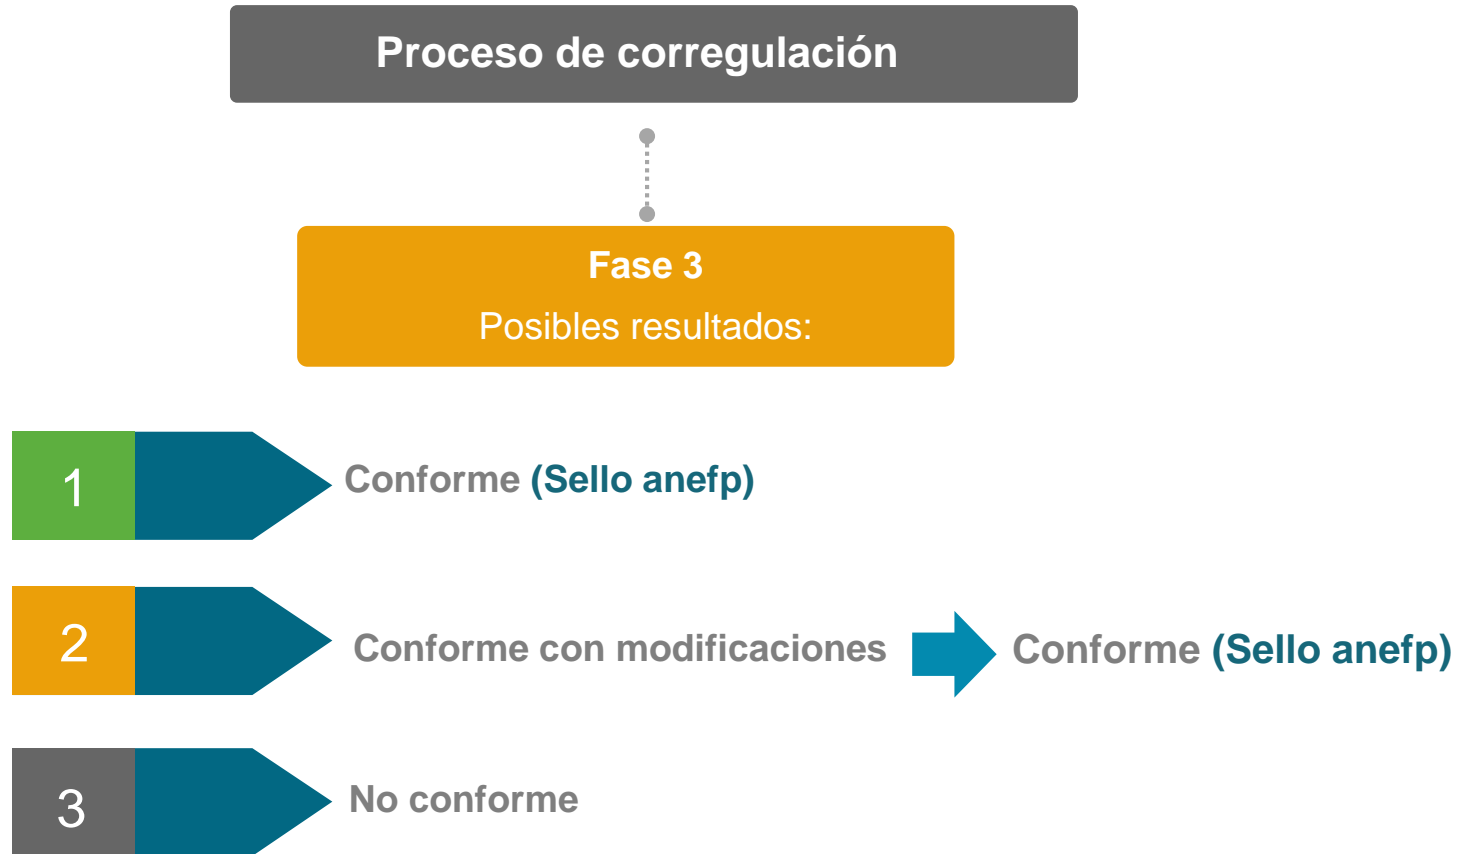 Proceso de corregulación
Fase 3
Posibles resultados:
1 Conforme (Sello anefp)
2 Conforme con modificaciones Conforme (Sello anefp)
3 No conforme